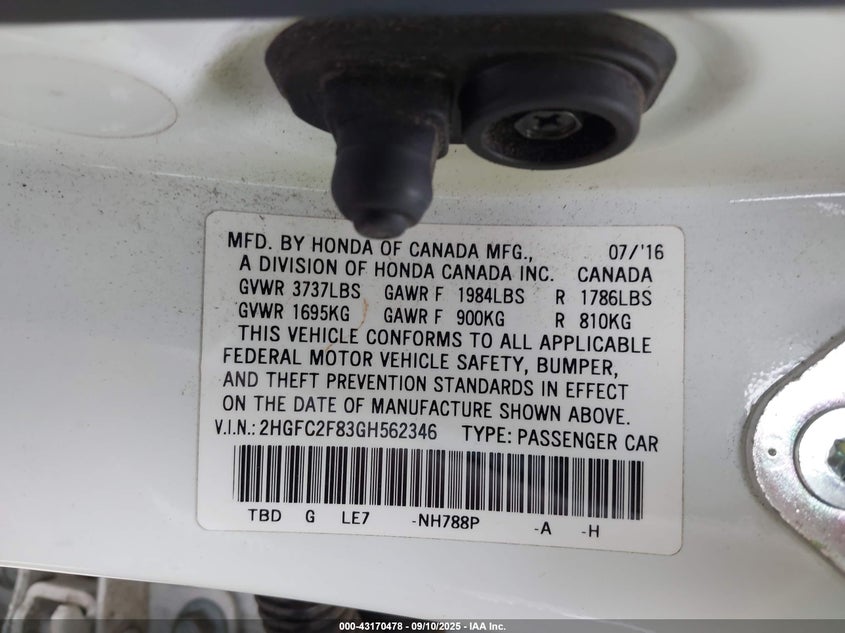 MFD. BY HONDA OF CANADA MFG., 07/'16
A DIVISION OF HONDA CANADA INC. CANADA
GVWR 3737LBS GAWR F 1984LBS R 1786LBS
GVWR 1695KG GAWR F 900KG R 810KG
THIS VEHICLE CONFORMS TO ALL APPLICABLE
FEDERAL MOTOR VEHICLE SAFETY, BUMPER,
AND THEFT PREVENTION STANDARDS IN EFFECT
ON THE DATE OF MANUFACTURE SHOWN ABOVE.
V.I.N.: 2HGFC2F83GH562346 TYPE: PASSENGER CAR
TBD G LE7 -NH788P -A -H
000-43170478 - 09/10/2025 - IAA Inc.